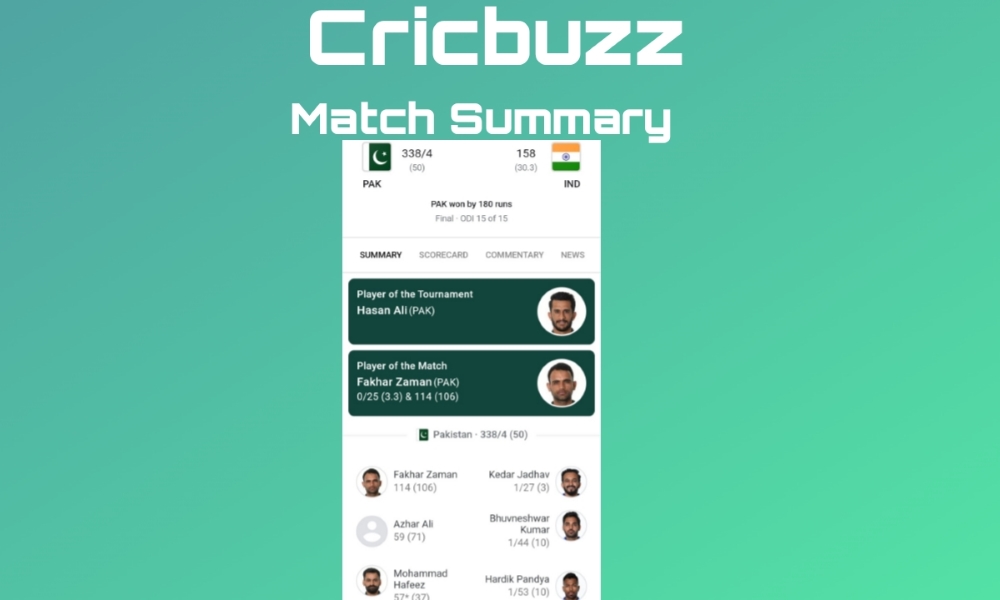 Cricbuzz
Match Summary
338/4 158
(50) (30.3)
PAK IND
PAK won by 180 runs
Final · ODI 15 of 15
SUMMARY SCORECARD COMMENTARY NEWS
Player of the Tournament
Hasan Ali (PAK)
Player of the Match
Fakhar Zaman (PAK)
0/25 (3.3) & 114 (106)
Pakistan · 338/4 (50)
Fakhar Zaman
114 (106)
Kedar Jadhav
1/27 (3)
Azhar Ali
59 (71)
Bhuvneshwar
Kumar
1/44 (10)
Mohammad
Hafeez
57* (37)
Hardik Pandya
1/53 (10)